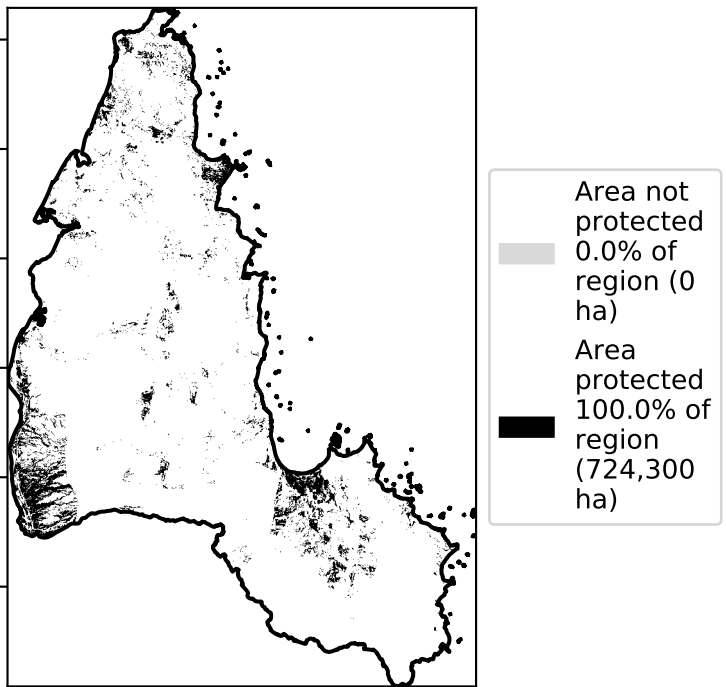 Area not
protected
0.0% of
region (0
ha)
Area
protected
100.0% of
region
(724,300
ha)